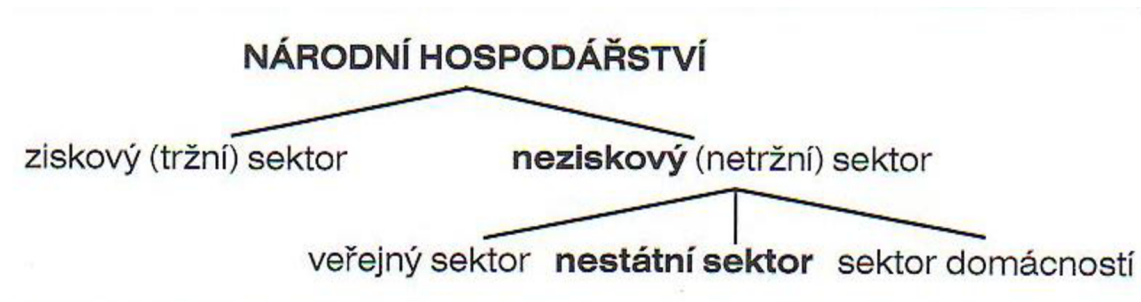 NÁRODNÍ HOSPODÁŘSTVÍ
ziskový (tržní) sektor neziskový (netržní) sektor
veřejný sektor nestátní sektor sektor domácností